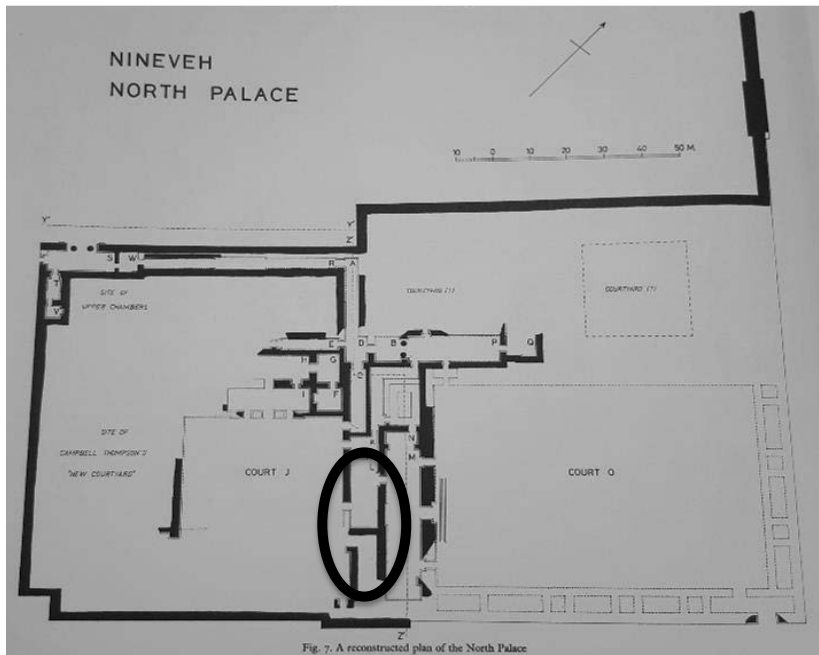 NINEVEH
NORTH PALACE
10 0 10 20 30 40 50 M.
Y' Y'
Z'
S W R A
T
V'
SITE OF
UPPER CHAMBERS
COURTYARD (?)
COURTYARD (?)
E D B P Q
H G
C
I F
SITE OF
CAMPBELL THOMPSON'S
"NEW COURTYARD"
K N
L M
COURT J
COURT O
Z'
Fig. 7. A reconstructed plan of the North Palace